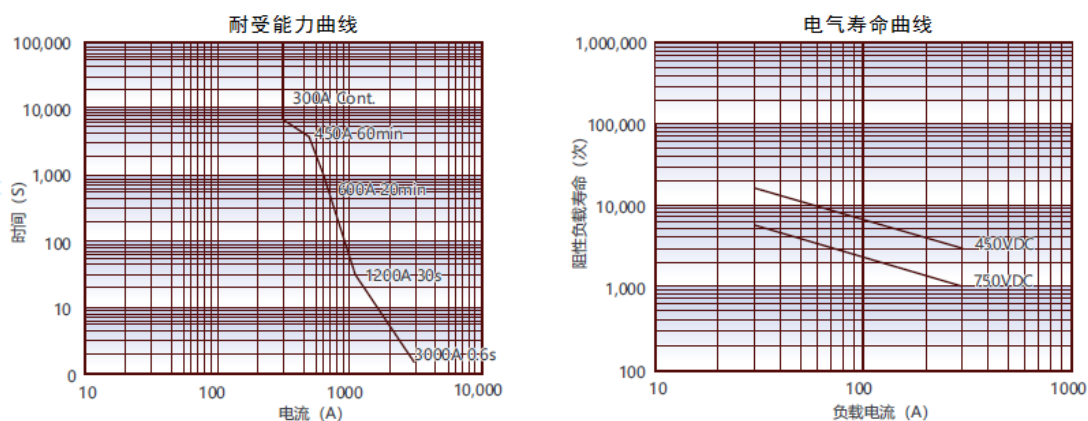 耐受能力曲线
100,000
10,000
1,000
100
10
0
时间（S）
300A Cont.
450A 60min
600A 20min
1200A 30s
3000A 0.6s
10
100
1000
10,000
电流（A）
电气寿命曲线
1,000,000
100,000
10,000
1,000
100
阻性负载寿命（次）
450VDC
750VDC
10
100
1000
负载电流（A）